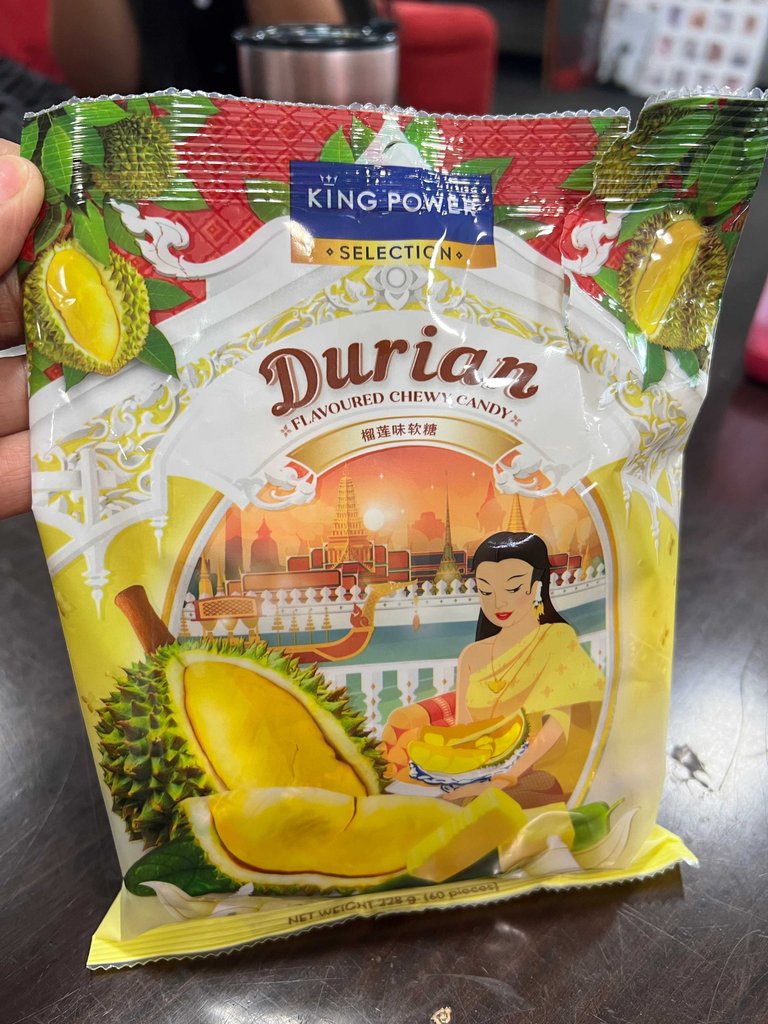 KING POWER
SELECTION
Durian
FLAVOURED CHEWY CANDY
榴莲味软糖
NET WEIGHT 228 g. (60 pieces)